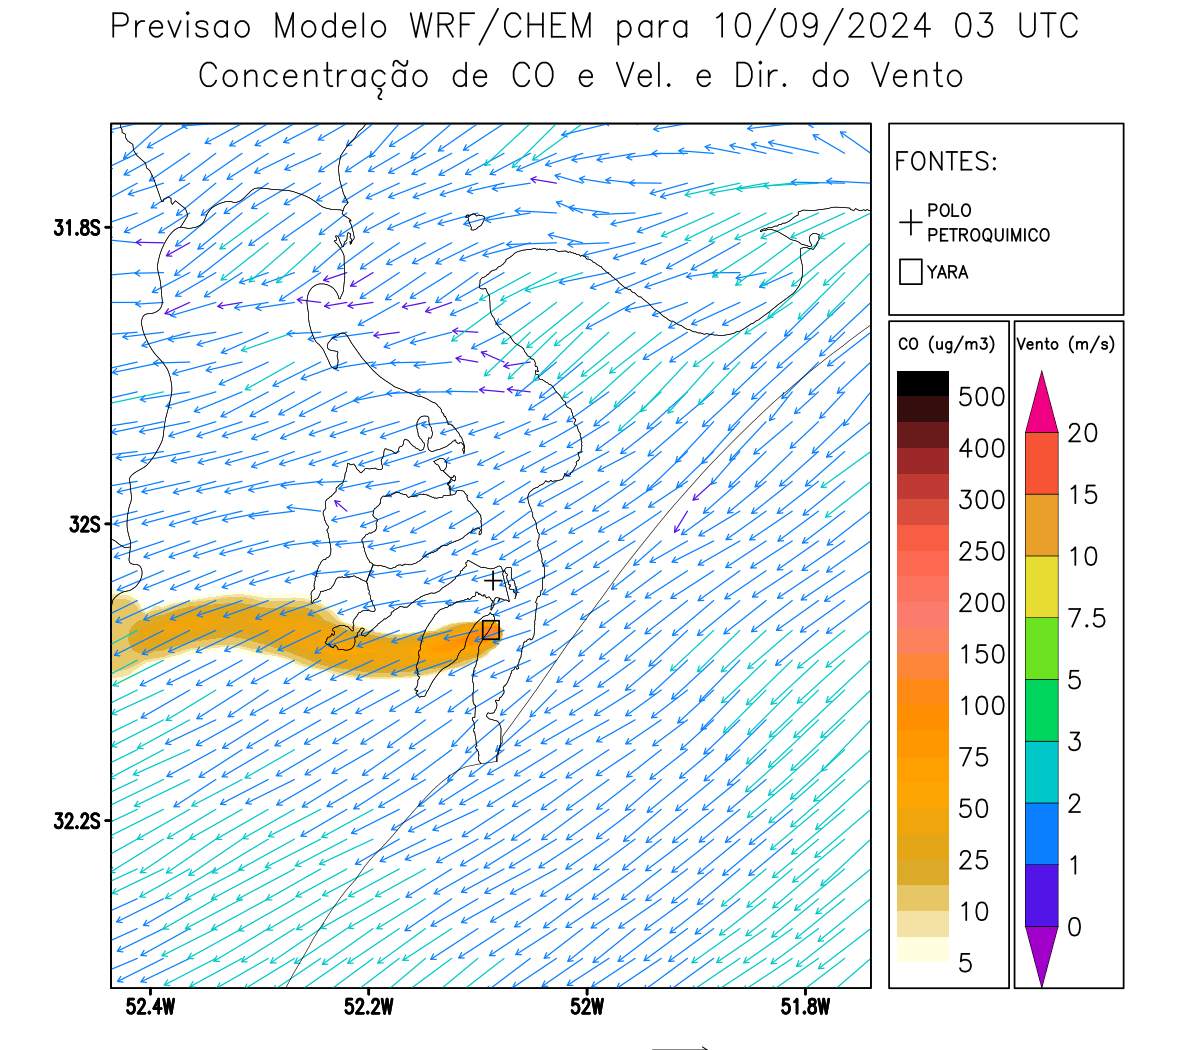 Previsao Modelo WRF/CHEM para 10/09/2024 03 UTC
Concentração de CO e Vel. e Dir. do Vento
FONTES:
POLO
PETROQUIMICO
YARA
CO (ug/m3)
500
400
300
250
200
150
100
75
50
25
10
5
Vento (m/s)
20
15
10
7.5
5
3
2
1
0
31.8S
32S
32.2S
52.4W
52.2W
52W
51.8W